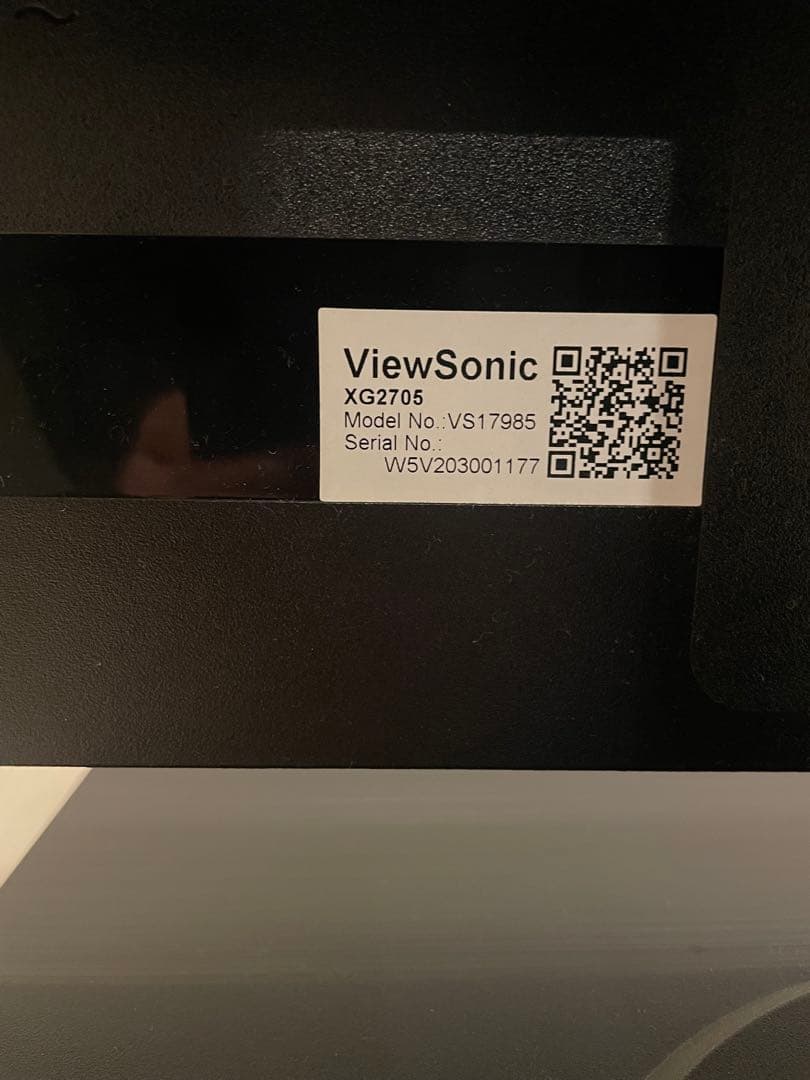 ViewSonic
XG2705
Model No.:VS17985
Serial No.:
W5V203001177